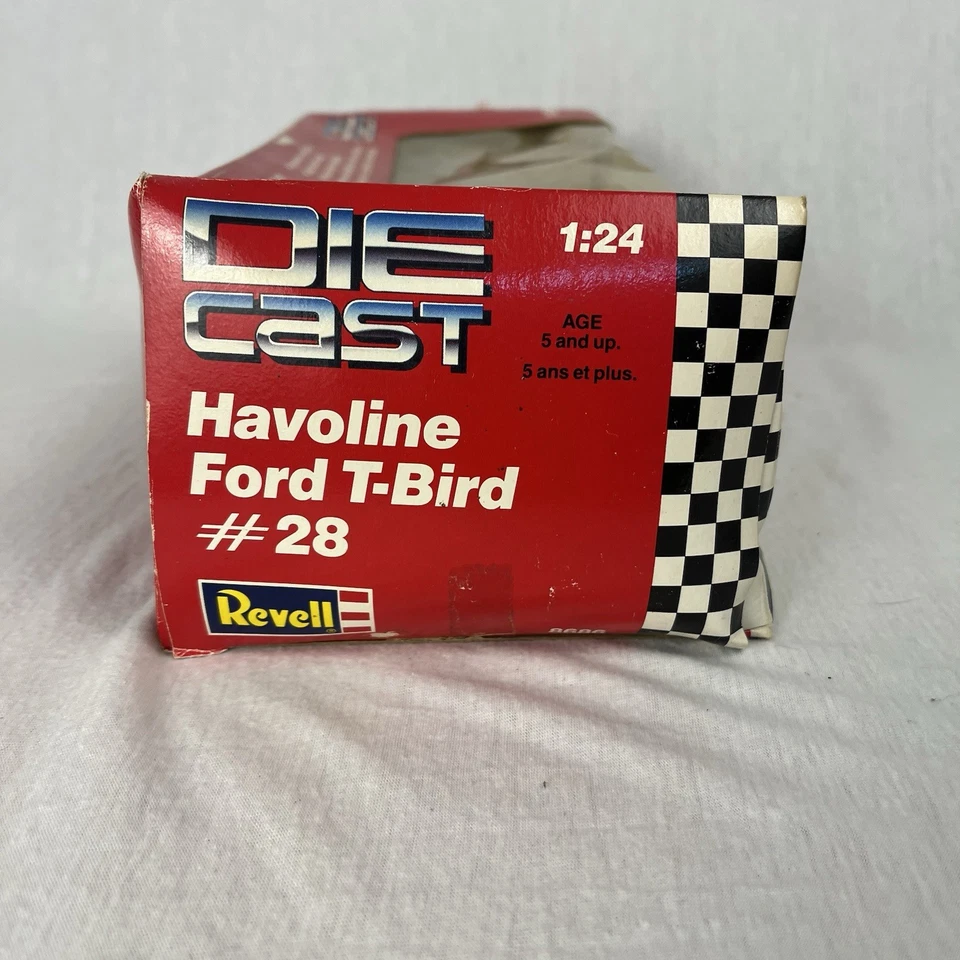 DIE
CAST
1:24
AGE
5 and up.
5 ans et plus.
Havoline
Ford T-Bird
#28
Revell